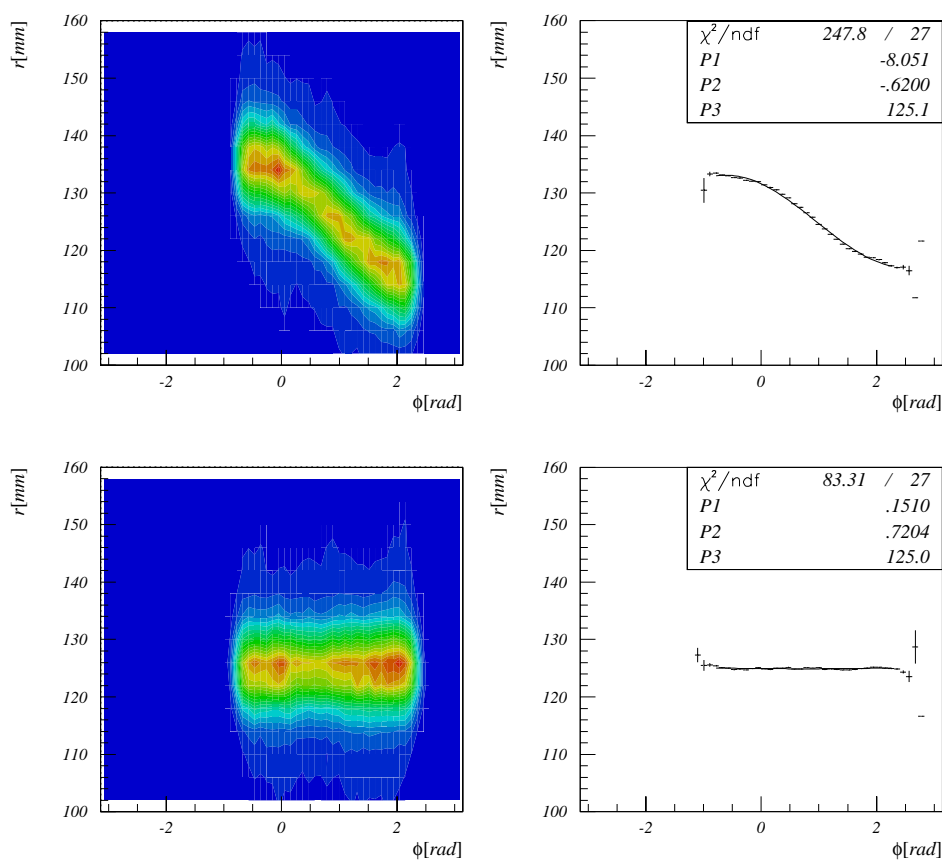 r[mm]
160
150
140
130
120
110
100
-2 0 2
ϕ[rad]
r[mm]
160
150
140
130
120
110
100
-2 0 2
ϕ[rad]
χ²/ndf 247.8 / 27
P1 -8.051
P2 -.6200
P3 125.1
r[mm]
160
150
140
130
120
110
100
-2 0 2
ϕ[rad]
r[mm]
160
150
140
130
120
110
100
-2 0 2
ϕ[rad]
χ²/ndf 83.31 / 27
P1 .1510
P2 .7204
P3 125.0